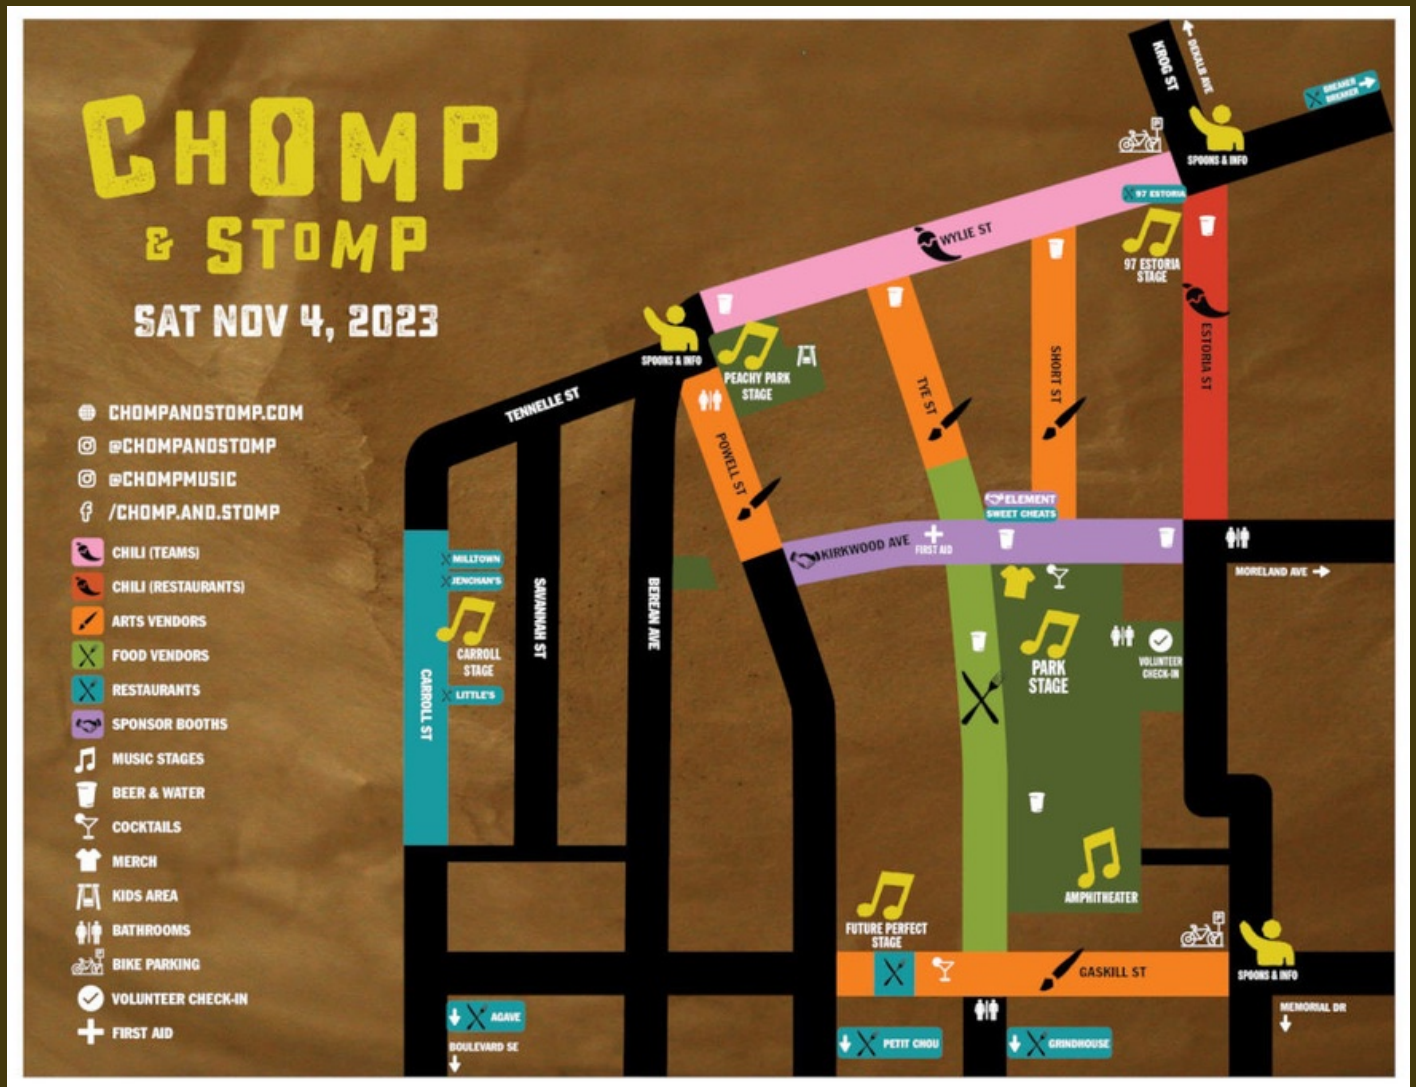 CHOMP
& STOMP
SAT NOV 4, 2023
CHOMPANDSTOMP.COM
@CHOMPANDSTOMP
@CHOMPMUSIC
/CHOMP.AND.STOMP
CHILI (TEAMS)
CHILI (RESTAURANTS)
ARTS VENDORS
FOOD VENDORS
RESTAURANTS
SPONSOR BOOTHS
MUSIC STAGES
BEER & WATER
COCKTAILS
MERCH
KIDS AREA
BATHROOMS
BIKE PARKING
VOLUNTEER CHECK-IN
FIRST AID
KROG ST
DEKALB AVE
BREAKER
BREAKER
P
SPOONS & INFO
97 ESTORIA
WYLIE ST
97 ESTORIA
STAGE
SPOONS & INFO
PEACHY PARK
STAGE
TENNELLE ST
TYE ST
SHORT ST
ESTORIA ST
POWELL ST
ELEMENT
SWEET CHEATS
KIRKWOOD AVE
FIRST AID
MORELAND AVE
MILLTOWN
JENCHAN'S
CARROLL
STAGE
LITTLE'S
CARROLL ST
SAVANNAH ST
BEREAN AVE
PARK
STAGE
VOLUNTEER
CHECK-IN
AMPHITHEATER
FUTURE PERFECT
STAGE
P
GASKILL ST
SPOONS & INFO
AGAVE
BOULEVARD SE
PETIT CHOU
GRINDHOUSE
MEMORIAL DR